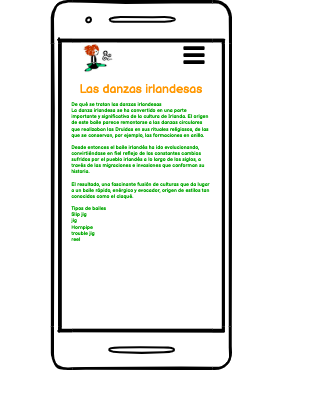 Las danzas irlandesas
De qué se tratan las danzas irlandesas
La danza irlandesa se ha convertido en una parte
importante y significativa de la cultura de Irlanda. El origen
de este baile parece remontarse a las danzas circulares
que realizaban los Druidas en sus rituales religiosos, de las
que se conservan, por ejemplo, las formaciones en anillo.
Desde entonces el baile irlandés ha ido evolucionando,
convirtiéndose en fiel reflejo de los constantes cambios
sufridos por el pueblo irlandés a lo largo de los siglos, a
través de las migraciones e invasiones que conforman su
historia.
El resultado, una fascinante fusión de culturas que da lugar
a un baile rápido, enérgico y evocador, origen de estilos tan
conocidos como el claqué.
Tipos de bailes
Slip jig
jig
Hornpipe
trouble jig
reel